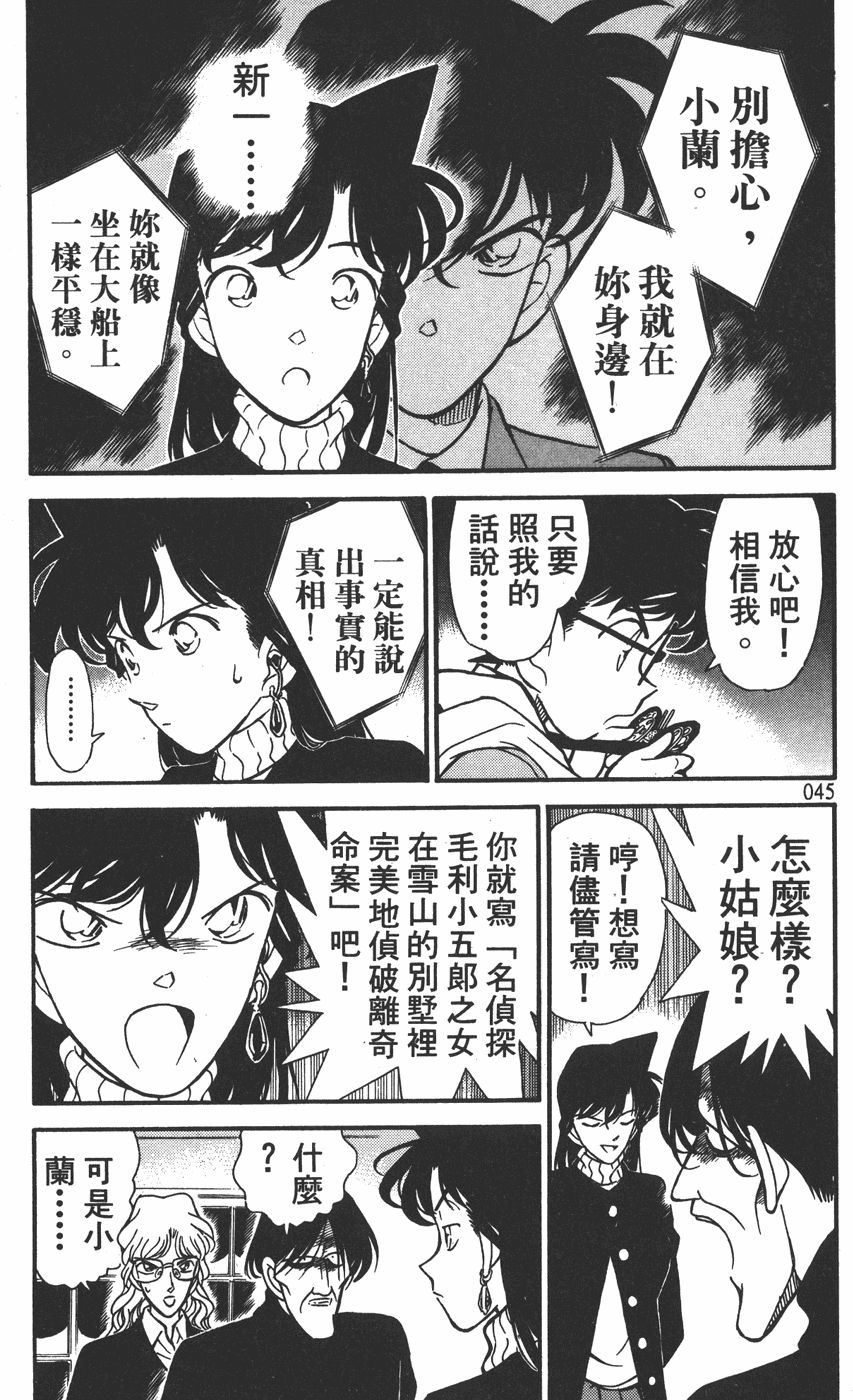 別擔心，
小蘭。
我就在
妳身邊！
新一……
妳就像
坐在大船上
一樣平穩。
放心吧！
相信我。
只要
照我的
話說……
一定能說
出事實的
真相！
………
045
怎麼樣？
小姑娘？
哼！想寫
請儘管寫！
你就寫「名偵探
毛利小五郎之女
在雪山的別墅裡
完美地偵破離奇
命案」吧！
什麼
？
可是小
蘭……